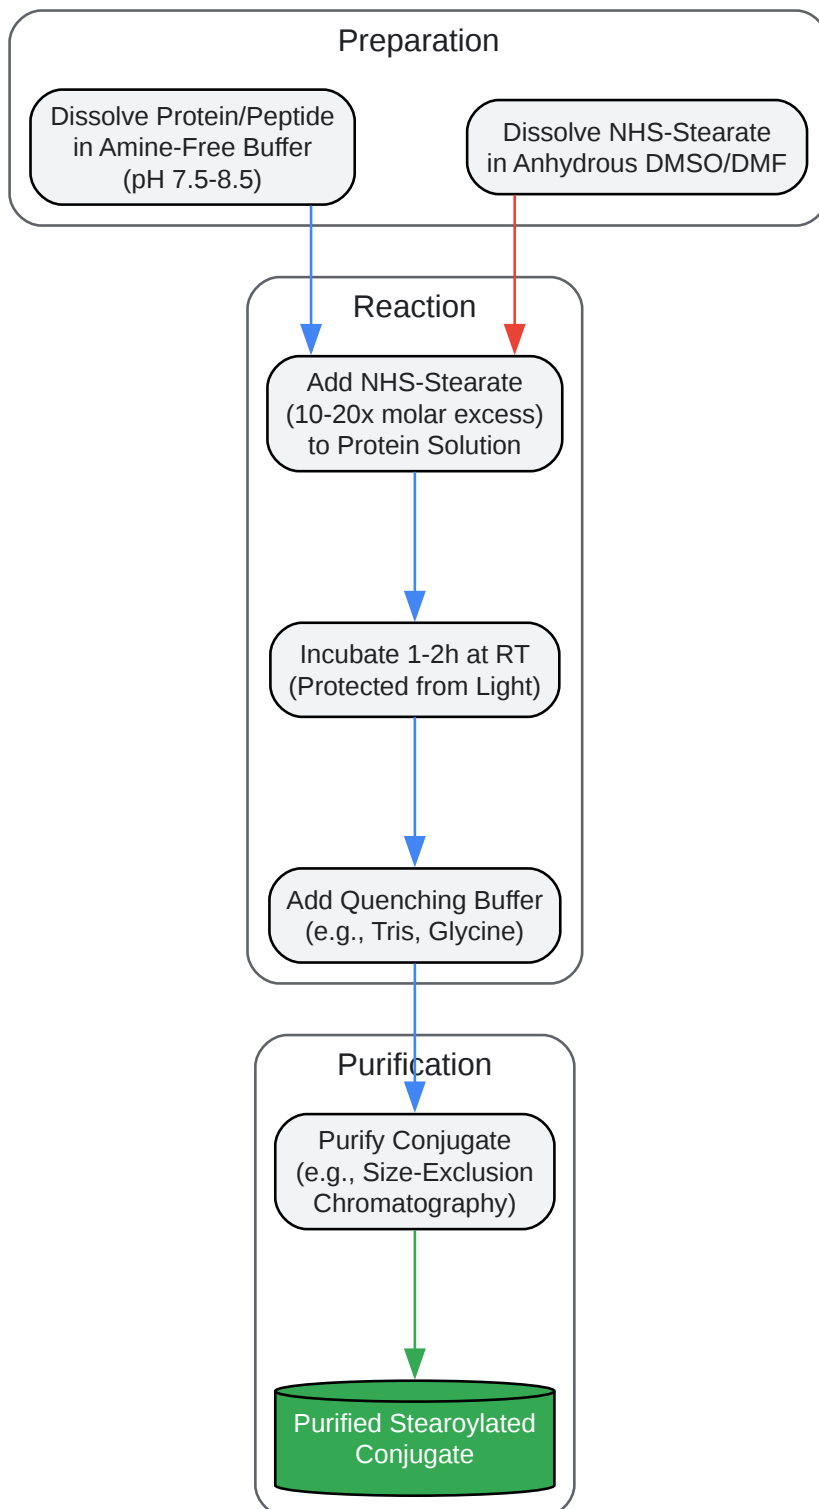 Preparation
Dissolve Protein/Peptide
in Amine-Free Buffer
(pH 7.5-8.5)
Dissolve NHS-Stearate
in Anhydrous DMSO/DMF
Reaction
Add NHS-Stearate
(10-20x molar excess)
to Protein Solution
Incubate 1-2h at RT
(Protected from Light)
Add Quenching Buffer
(e.g., Tris, Glycine)
Purification
Purify Conjugate
(e.g., Size-Exclusion
Chromatography)
Purified Stearoylated
Conjugate